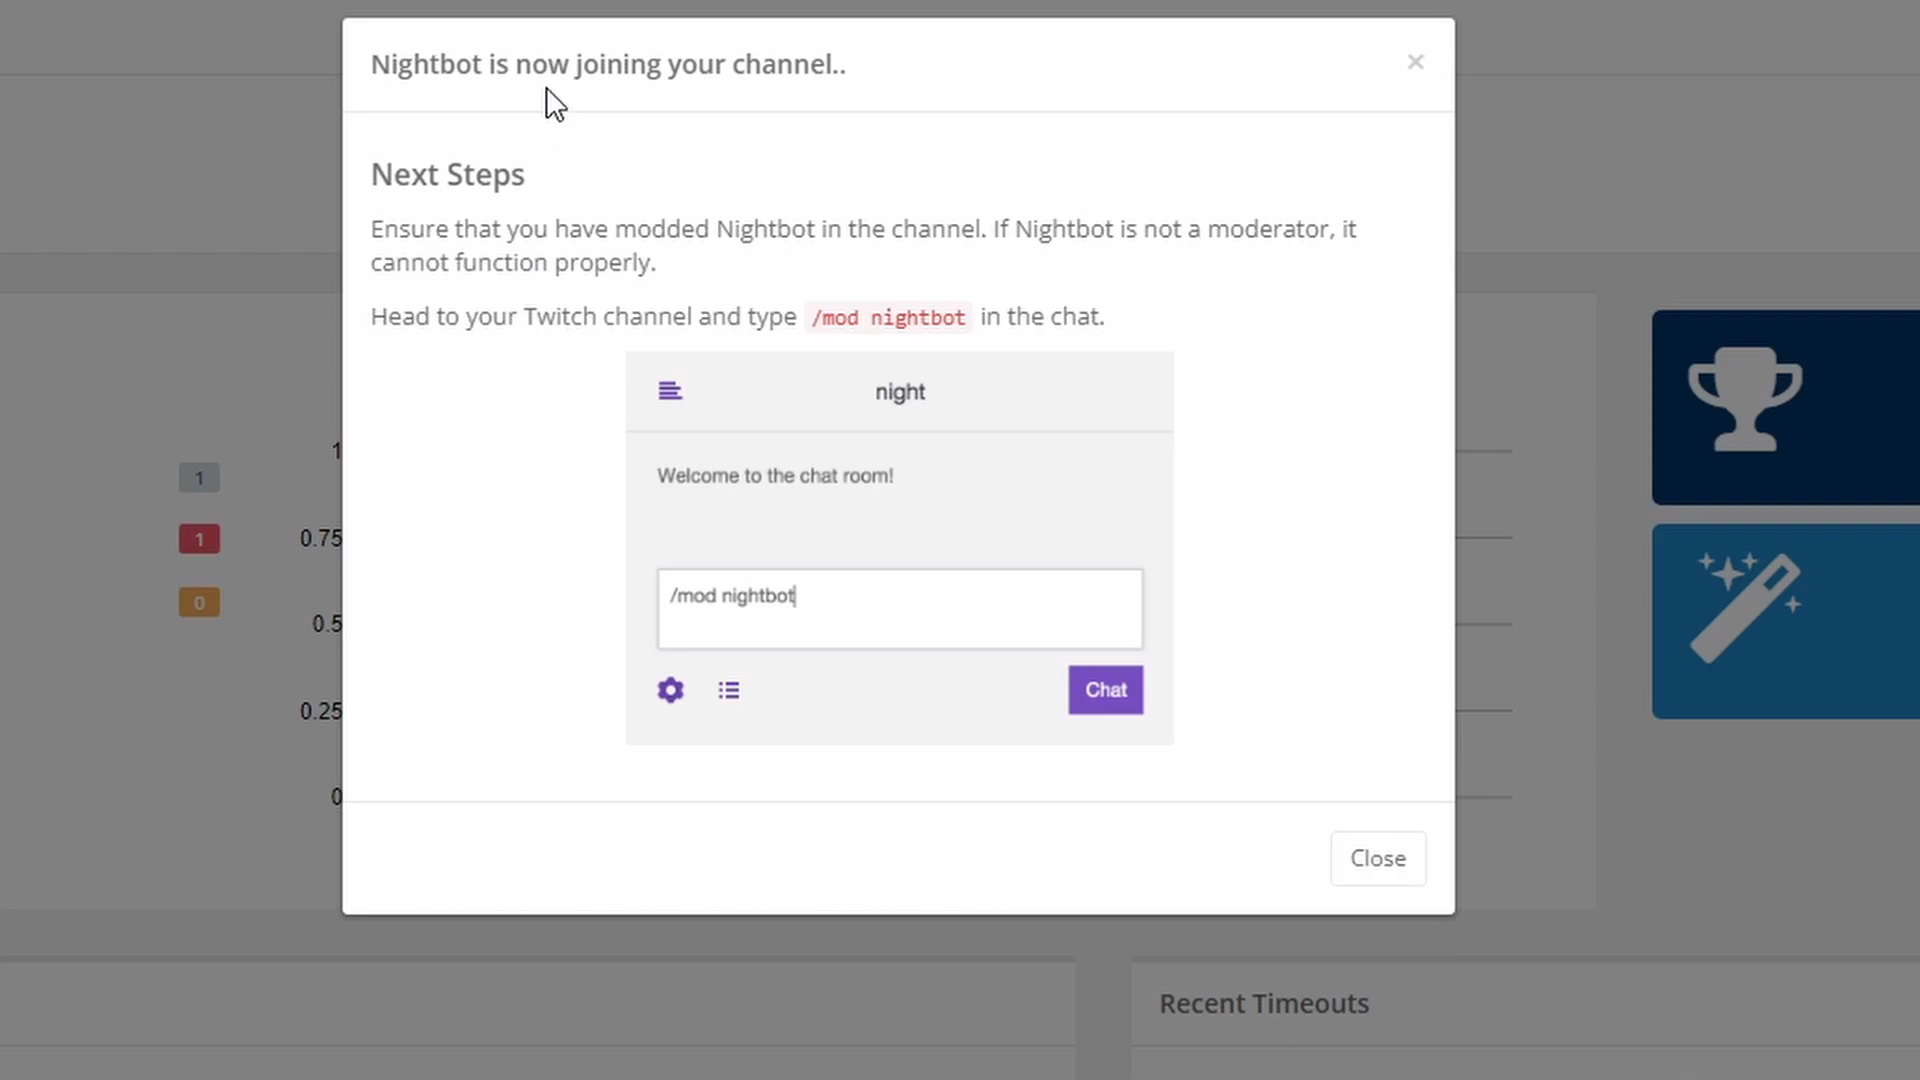 Nightbot is now joining your channel..
×
Next Steps
Ensure that you have modded Nightbot in the channel. If Nightbot is not a moderator, it
cannot function properly.
Head to your Twitch channel and type /mod nightbot in the chat.
night
Welcome to the chat room!
/mod nightbot
Chat
Close
1
1
0
1
0.75
0.5
0.25
0
Recent Timeouts